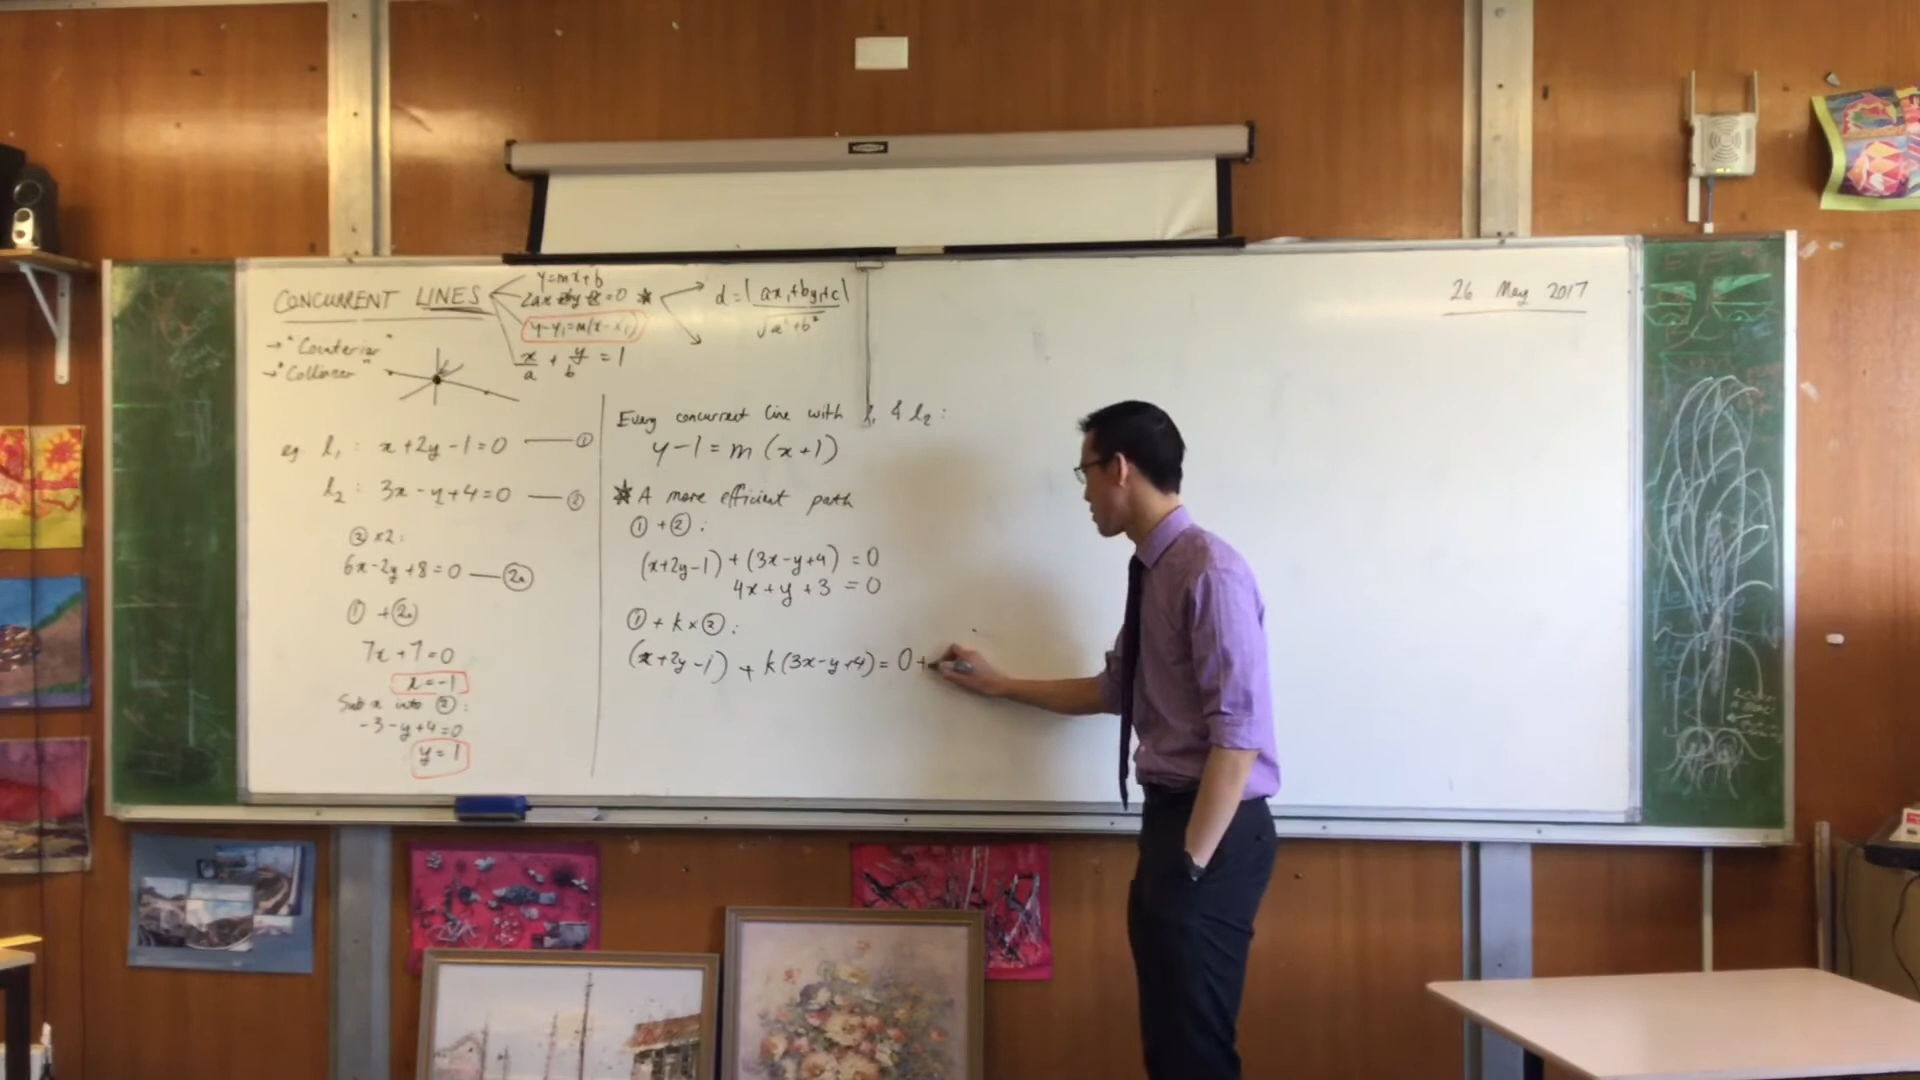 CONCURRENT LINES
y=mx+b
y-y₁=m(x-x₁)
x/a + y/b = 1
d = |ax₁+by₁+c| / √a²+b²
26 May 2017
→ "Counterian"
→ "Collinear"
eg. l₁ : x+2y-1=0 —— ①
l₂ : 3x-y+4=0 —— ②
② x2:
6x-2y+8=0 —— 2a
① + 2a
7x+7=0
x=-1
Sub x into ② :
-3-y+4=0
y=1
Every concurrent line with l₁ & l₂ :
y-1=m(x+1)
★ A more efficient path
① + ② :
(x+2y-1)+(3x-y+4)=0
4x+y+3=0
① + k×② :
(x+2y-1)+k(3x-y+4)=0+